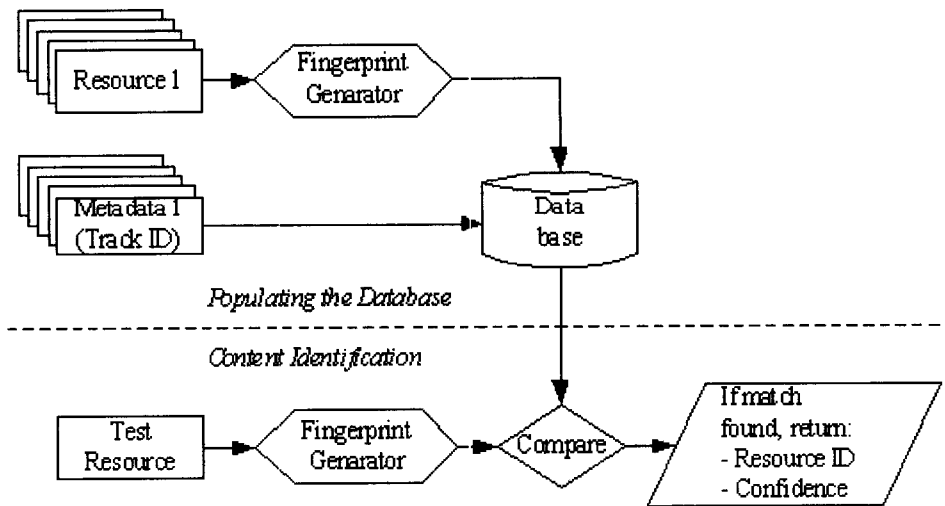 Resource 1
Fingerprint
Genarator
Metadata 1
(Track ID)
Data
base
Populating the Database
Content Identification
Test
Resource
Fingerprint
Genarator
Compare
If match
found, return:
- Resource ID
- Confidence